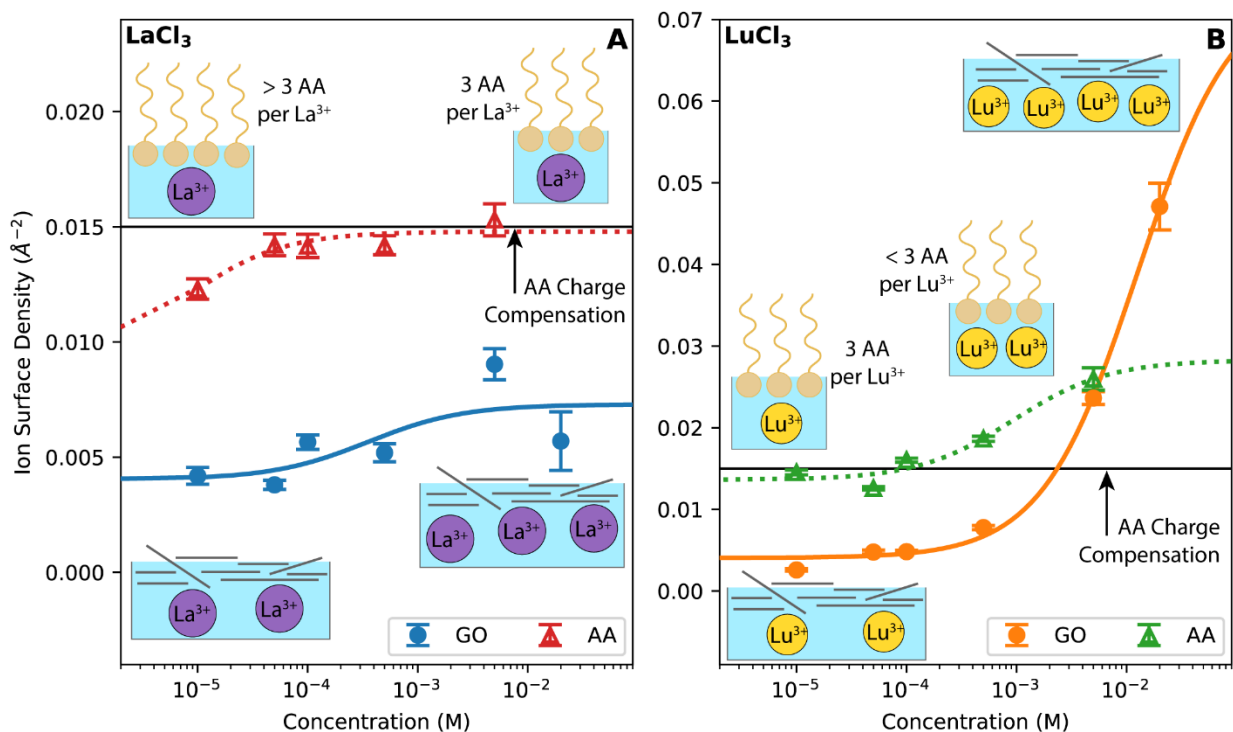 LaCl₃
A
> 3 AA
per La³⁺
La³⁺
3 AA
per La³⁺
La³⁺
AA Charge
Compensation
La³⁺
La³⁺
La³⁺
La³⁺
La³⁺
GO
AA
0.020
0.015
0.010
0.005
0.000
Ion Surface Density (Å⁻²)
10⁻⁵
10⁻⁴
10⁻³
10⁻²
Concentration (M)
LuCl₃
B
Lu³⁺
Lu³⁺
Lu³⁺
Lu³⁺
< 3 AA
per Lu³⁺
Lu³⁺
Lu³⁺
3 AA
per Lu³⁺
Lu³⁺
AA Charge
Compensation
Lu³⁺
Lu³⁺
GO
AA
0.07
0.06
0.05
0.04
0.03
0.02
0.01
0.00
10⁻⁵
10⁻⁴
10⁻³
10⁻²
Concentration (M)